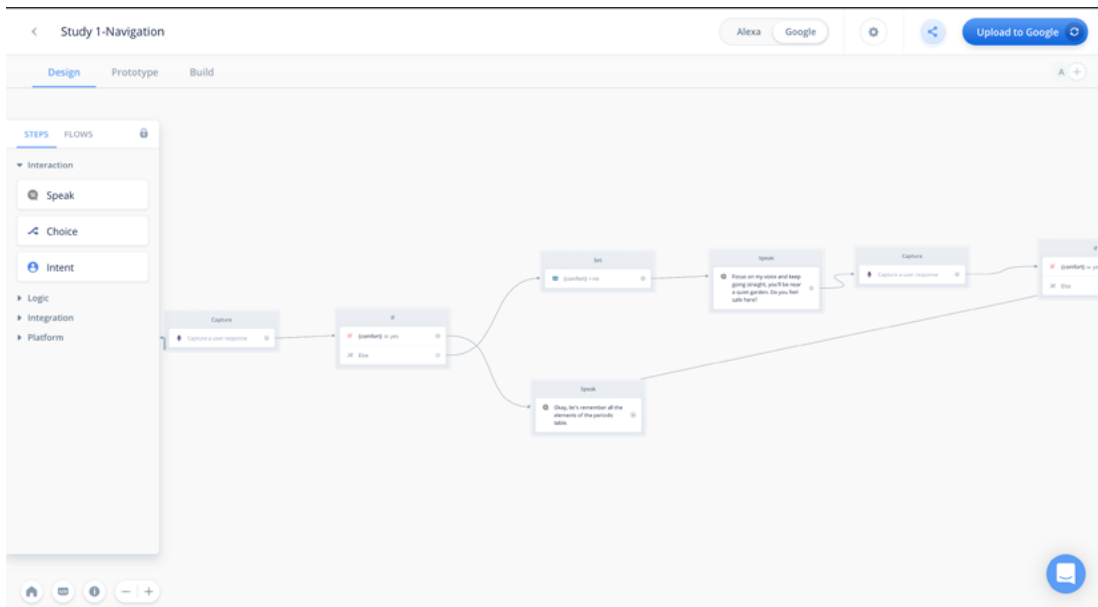 Study 1-Navigation
Alexa
Google
Upload to Google
Design
Prototype
Build
A
STEPS
FLOWS
Interaction
Speak
Choice
Intent
Logic
Integration
Platform
Capture
Capture a user response
If
{comfort} is yes
Else
Set
{comfort} = no
Speak
Focus on my voice and keep
going straight, you'll be near
a quiet garden. Do you feel
safe here?
Capture
Capture a user response
Speak
Okay, let's remember all the
elements of the periodic
table.
If
{comfort}
Else